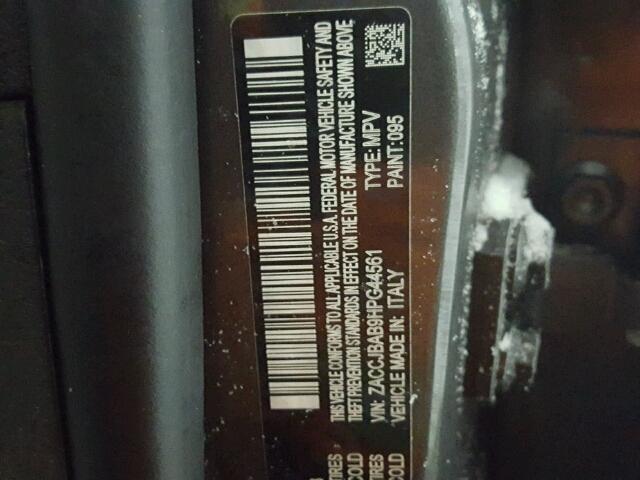 THIS VEHICLE CONFORMS TO ALL APPLICABLE U.S.A. FEDERAL MOTOR VEHICLE SAFETY AND
THEFT PREVENTION STANDARDS IN EFFECT ON THE DATE OF MANUFACTURE SHOWN ABOVE
VIN: ZACCJBAB9HPG44561 TYPE: MPV
VEHICLE MADE IN: ITALY PAINT: 095
TIRES
COLD
TIRES
COLD